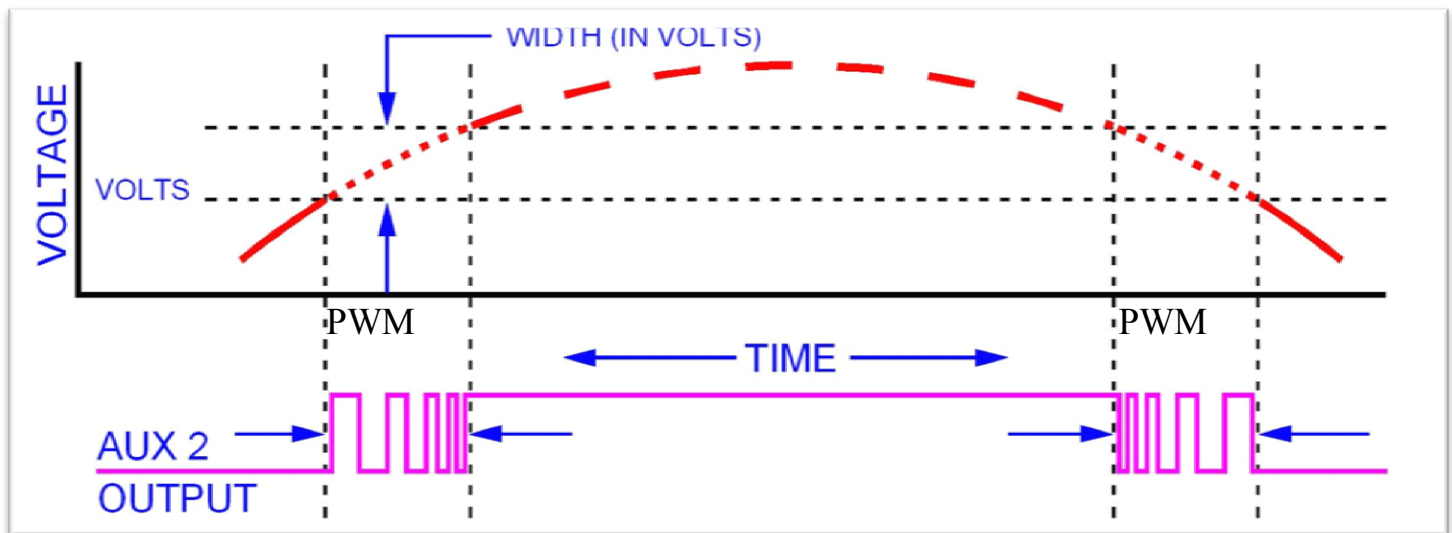 WIDTH (IN VOLTS)
VOLTAGE
VOLTS
PWM
PWM
TIME
AUX 2
OUTPUT